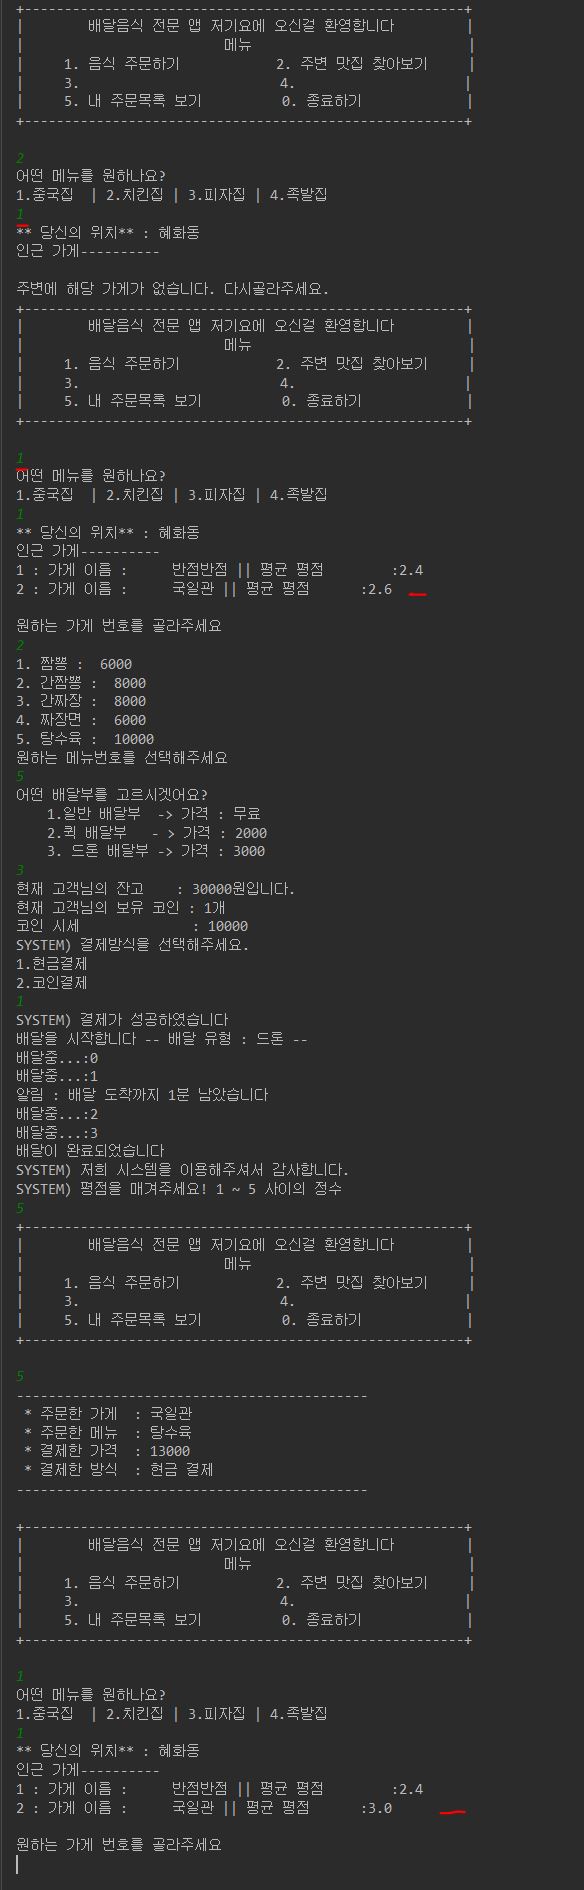 +-------------------------------------------------------+
|        배달음식 전문 앱 저기요에 오신걸 환영합니다         |
|                         메뉴                           |
|     1. 음식 주문하기            2. 주변 맛집 찾아보기     |
|     3.                         4.                     |
|     5. 내 주문목록 보기          0. 종료하기             |
+-------------------------------------------------------+
2
어떤 메뉴를 원하나요?
1.중국집  | 2.치킨집 | 3.피자집 | 4.족발집
1
** 당신의 위치** : 혜화동
인근 가게----------
주변에 해당 가게가 없습니다. 다시골라주세요.
+-------------------------------------------------------+
|        배달음식 전문 앱 저기요에 오신걸 환영합니다         |
|                         메뉴                           |
|     1. 음식 주문하기            2. 주변 맛집 찾아보기     |
|     3.                         4.                     |
|     5. 내 주문목록 보기          0. 종료하기             |
+-------------------------------------------------------+
1
어떤 메뉴를 원하나요?
1.중국집  | 2.치킨집 | 3.피자집 | 4.족발집
1
** 당신의 위치** : 혜화동
인근 가게----------
1 : 가게 이름 :     반점반점 || 평균 평점        :2.4
2 : 가게 이름 :     국일관 || 평균 평점      :2.6
원하는 가게 번호를 골라주세요
2
1. 짬뽕 :  6000
2. 간짬뽕 :  8000
3. 간짜장 :  8000
4. 짜장면 :  6000
5. 탕수육 :  10000
원하는 메뉴번호를 선택해주세요
5
어떤 배달부를 고르시겟어요?
1.일반 배달부  -> 가격 : 무료
2.퀵 배달부   - > 가격 : 2000
3. 드론 배달부 -> 가격 : 3000
3
현재 고객님의 잔고    : 30000원입니다.
현재 고객님의 보유 코인 : 1개
코인 시세              : 10000
SYSTEM) 결제방식을 선택해주세요.
1.현금결제
2.코인결제
1
SYSTEM) 결제가 성공하였습니다
배달을 시작합니다 -- 배달 유형 : 드론 --
배달중...:0
배달중...:1
알림 : 배달 도착까지 1분 남았습니다
배달중...:2
배달중...:3
배달이 완료되었습니다
SYSTEM) 저희 시스템을 이용해주셔서 감사합니다.
SYSTEM) 평점을 매겨주세요! 1 ~ 5 사이의 정수
5
+-------------------------------------------------------+
|        배달음식 전문 앱 저기요에 오신걸 환영합니다         |
|                         메뉴                           |
|     1. 음식 주문하기            2. 주변 맛집 찾아보기     |
|     3.                         4.                     |
|     5. 내 주문목록 보기          0. 종료하기             |
+-------------------------------------------------------+
5
--------------------------------------------
* 주문한 가게  : 국일관
* 주문한 메뉴  : 탕수육
* 결제한 가격  : 13000
* 결제한 방식  : 현금 결제
--------------------------------------------
+-------------------------------------------------------+
|        배달음식 전문 앱 저기요에 오신걸 환영합니다         |
|                         메뉴                           |
|     1. 음식 주문하기            2. 주변 맛집 찾아보기     |
|     3.                         4.                     |
|     5. 내 주문목록 보기          0. 종료하기             |
+-------------------------------------------------------+
1
어떤 메뉴를 원하나요?
1.중국집  | 2.치킨집 | 3.피자집 | 4.족발집
1
** 당신의 위치** : 혜화동
인근 가게----------
1 : 가게 이름 :     반점반점 || 평균 평점        :2.4
2 : 가게 이름 :     국일관 || 평균 평점      :3.0
원하는 가게 번호를 골라주세요